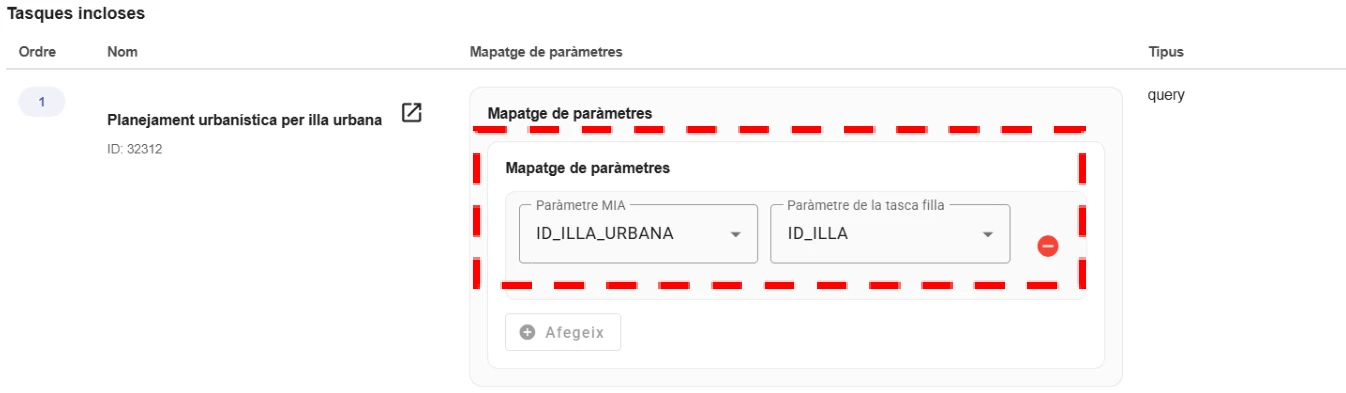 Tasques incloses
Ordre Nom Mapatge de paràmetres Tipus
1 Planejament urbanística per illa urbana query
ID: 32312
Mapatge de paràmetres
Mapatge de paràmetres
Paràmetre MIA Paràmetre de la tasca filla
ID_ILLA_URBANA ID_ILLA
Afegeix